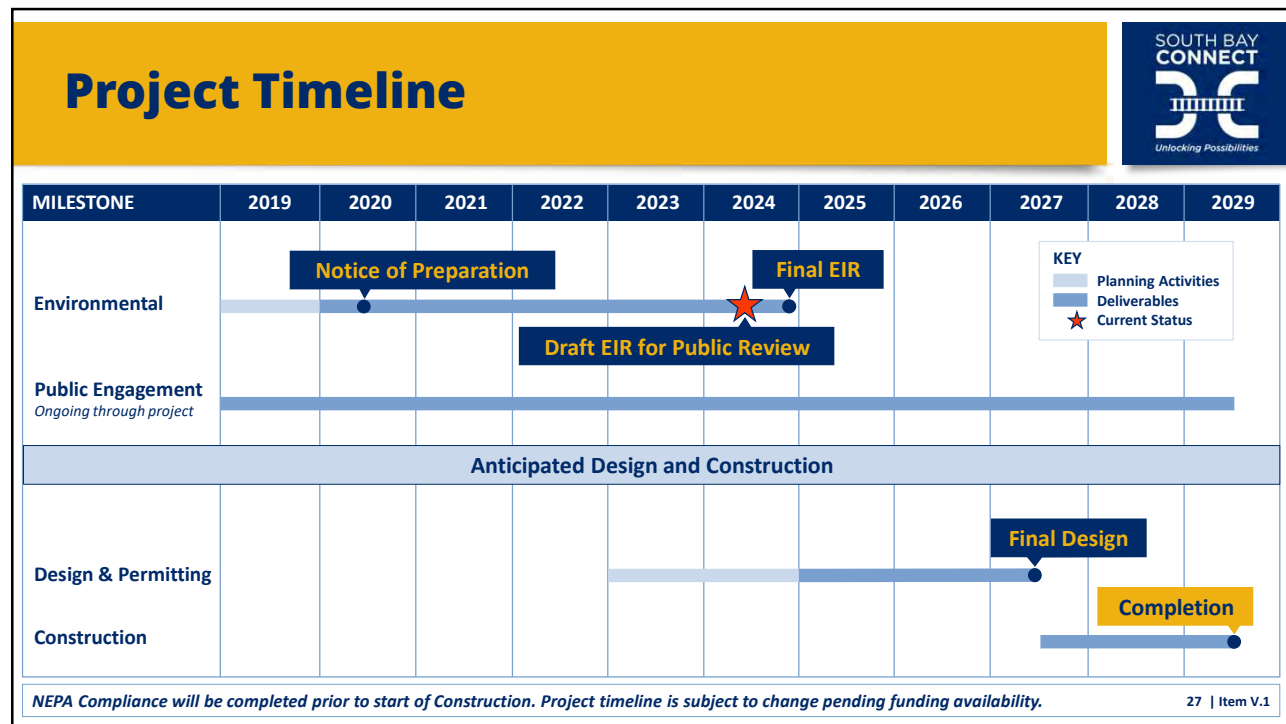 Project Timeline
SOUTH BAY
CONNECT
Unlocking Possibilities
MILESTONE 2019 2020 2021 2022 2023 2024 2025 2026 2027 2028 2029
KEY
Planning Activities
Deliverables
Current Status
Notice of Preparation
Final EIR
Environmental
Draft EIR for Public Review
Public Engagement
Ongoing through project
Anticipated Design and Construction
Final Design
Design & Permitting
Completion
Construction
NEPA Compliance will be completed prior to start of Construction. Project timeline is subject to change pending funding availability.
27 | Item V.1